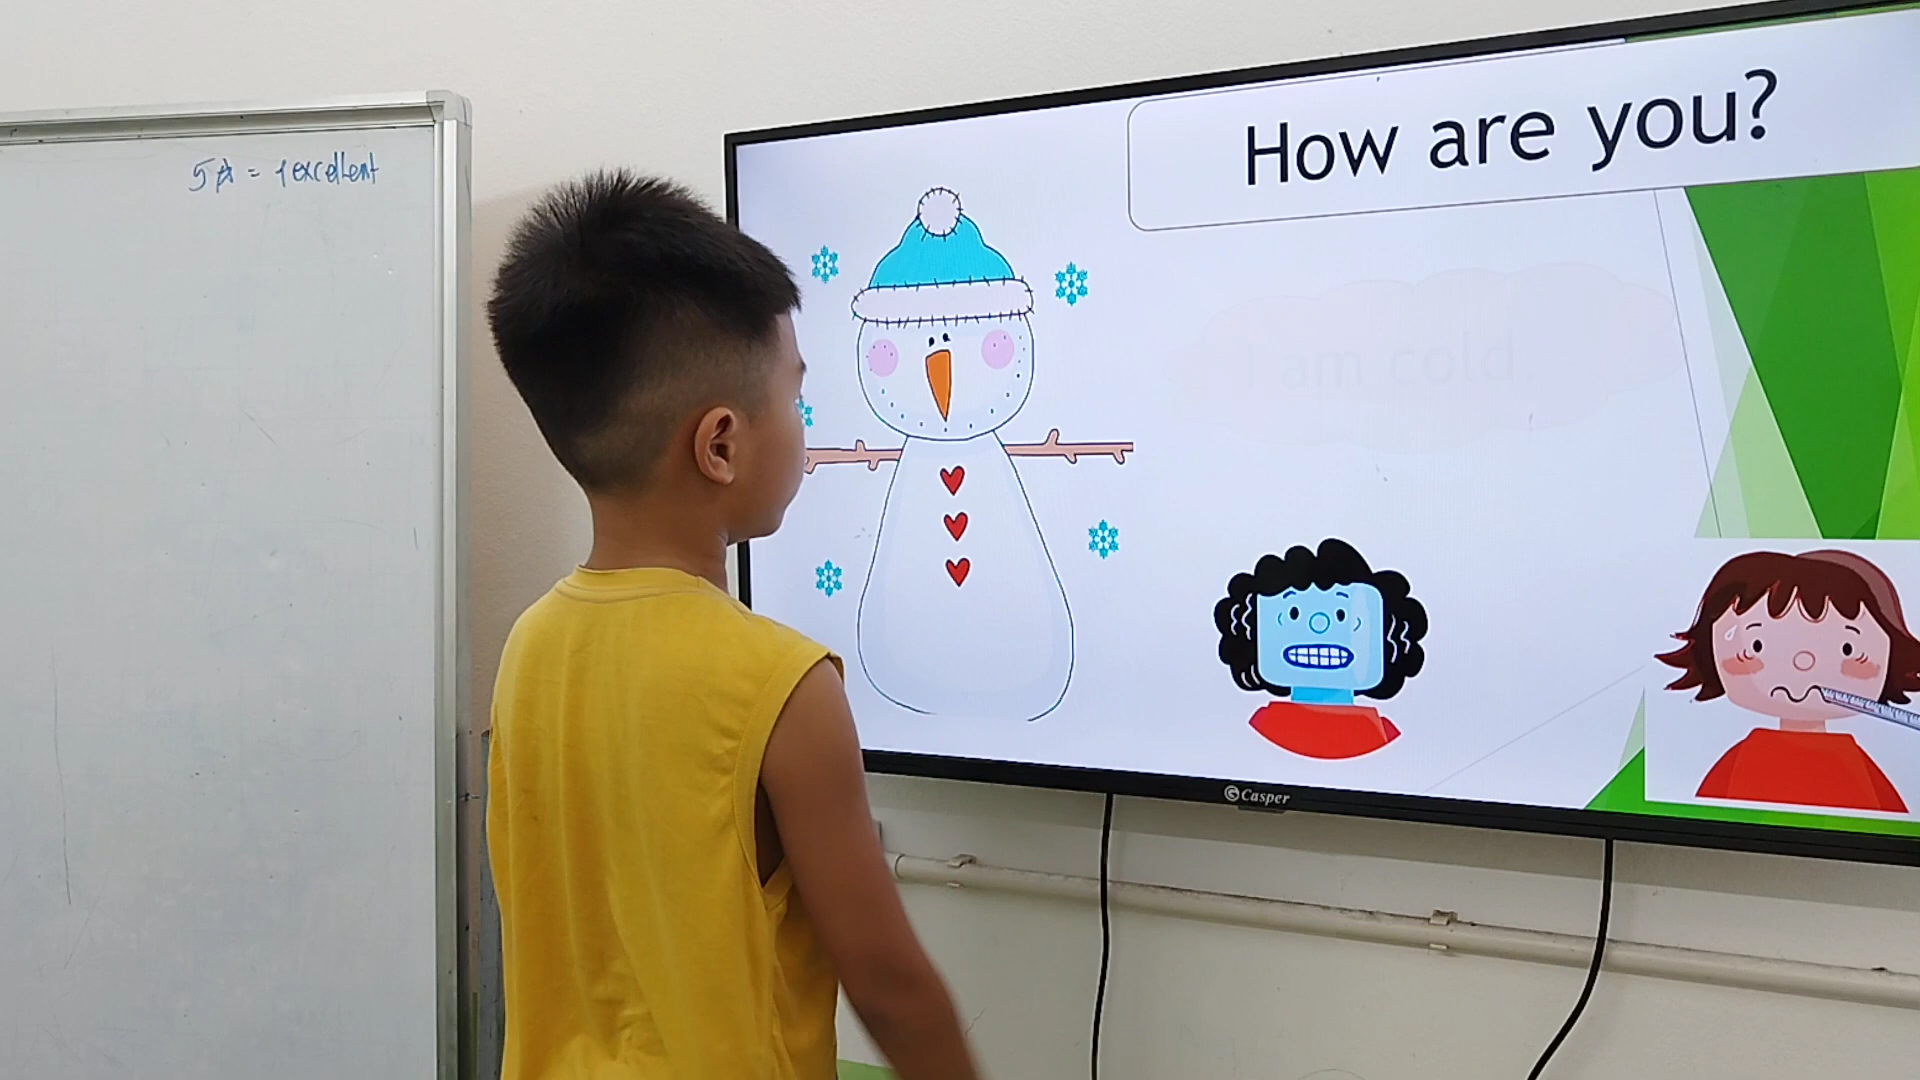 5☆ = 1 excellent
How are you?
I am cold.
Casper